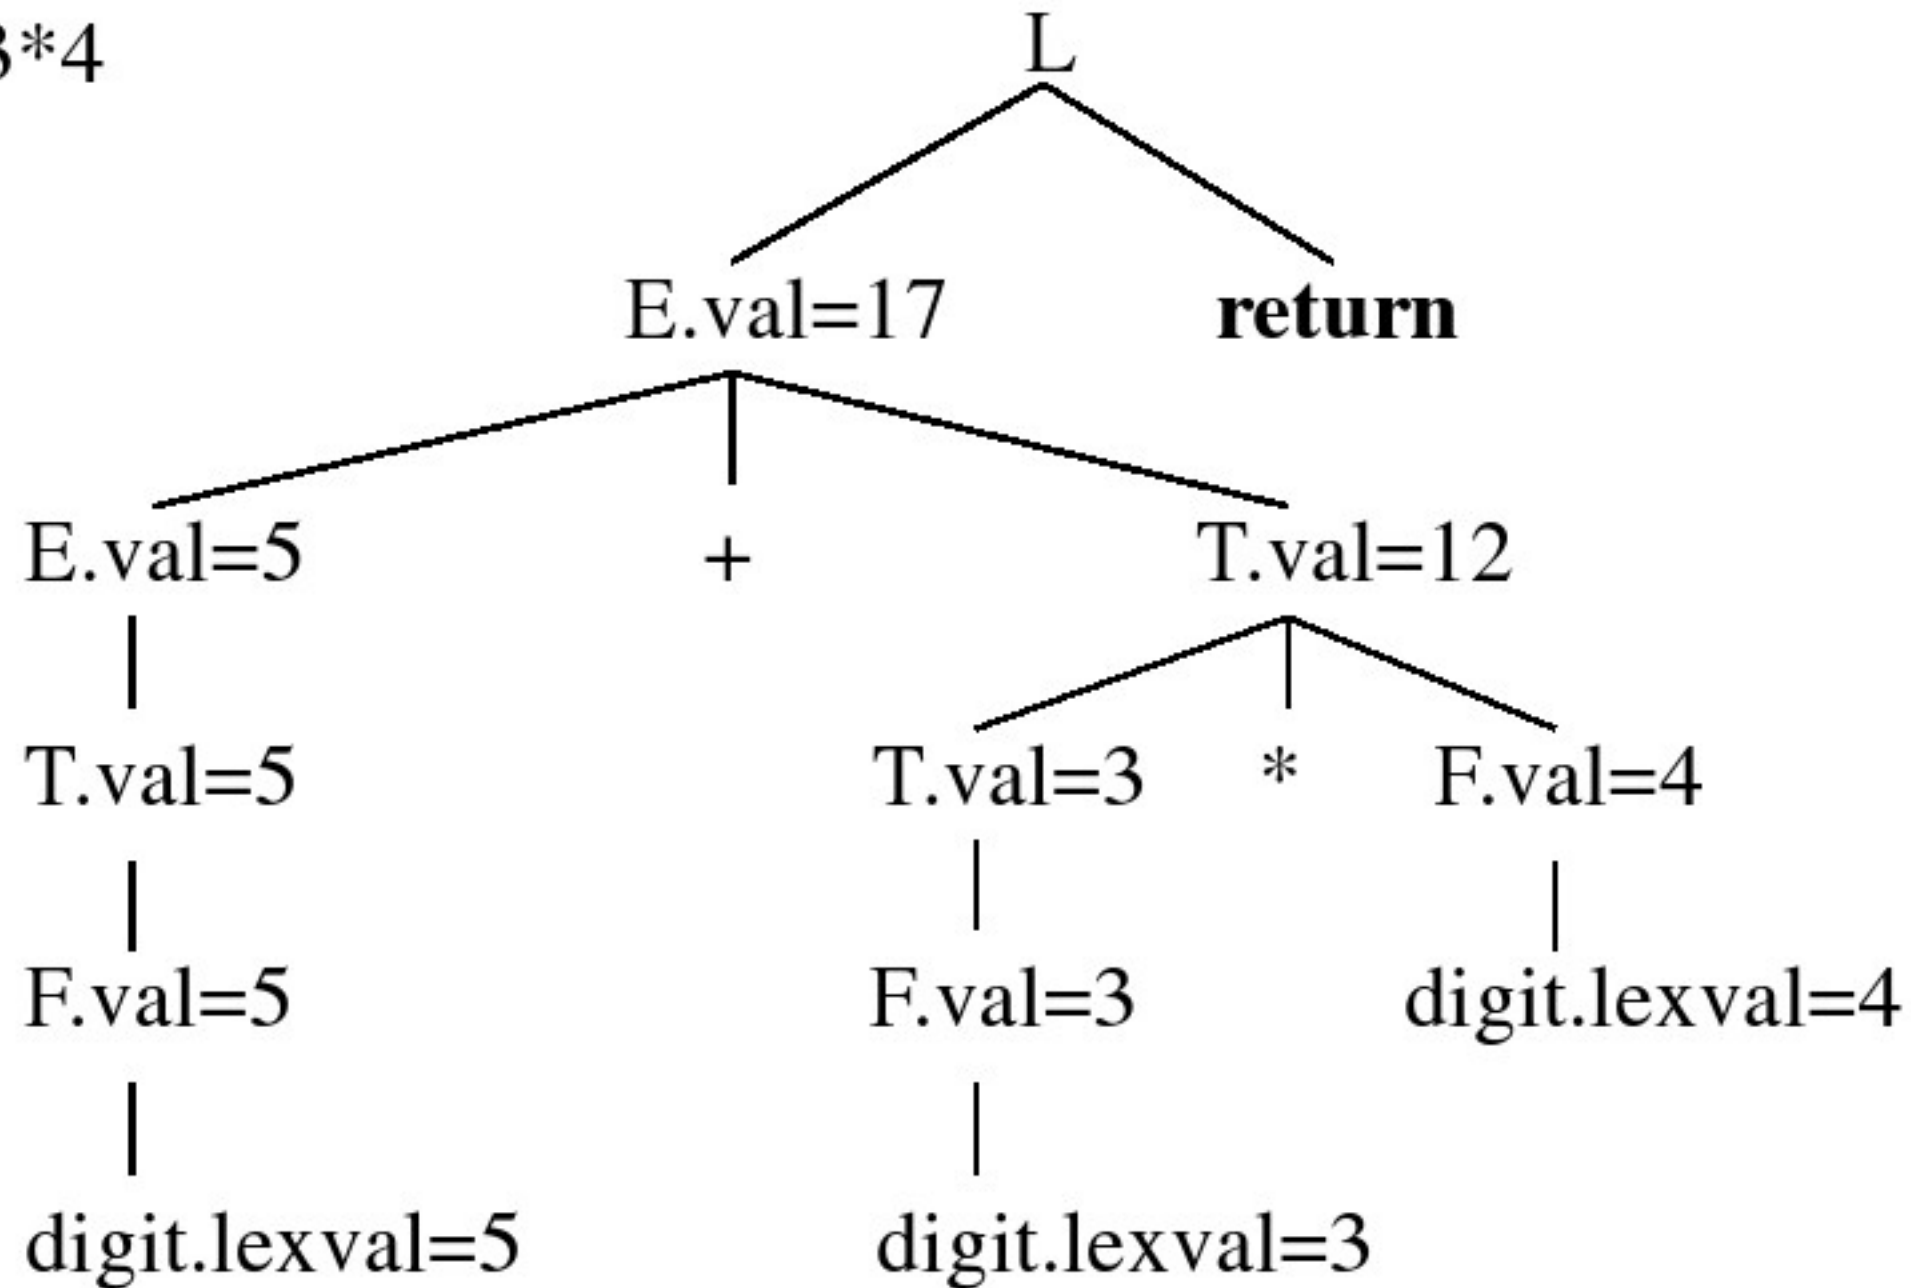 3*4
L
E.val=17 return
E.val=5 + T.val=12
T.val=5 T.val=3 * F.val=4
F.val=5 F.val=3 digit.lexval=4
digit.lexval=5 digit.lexval=3